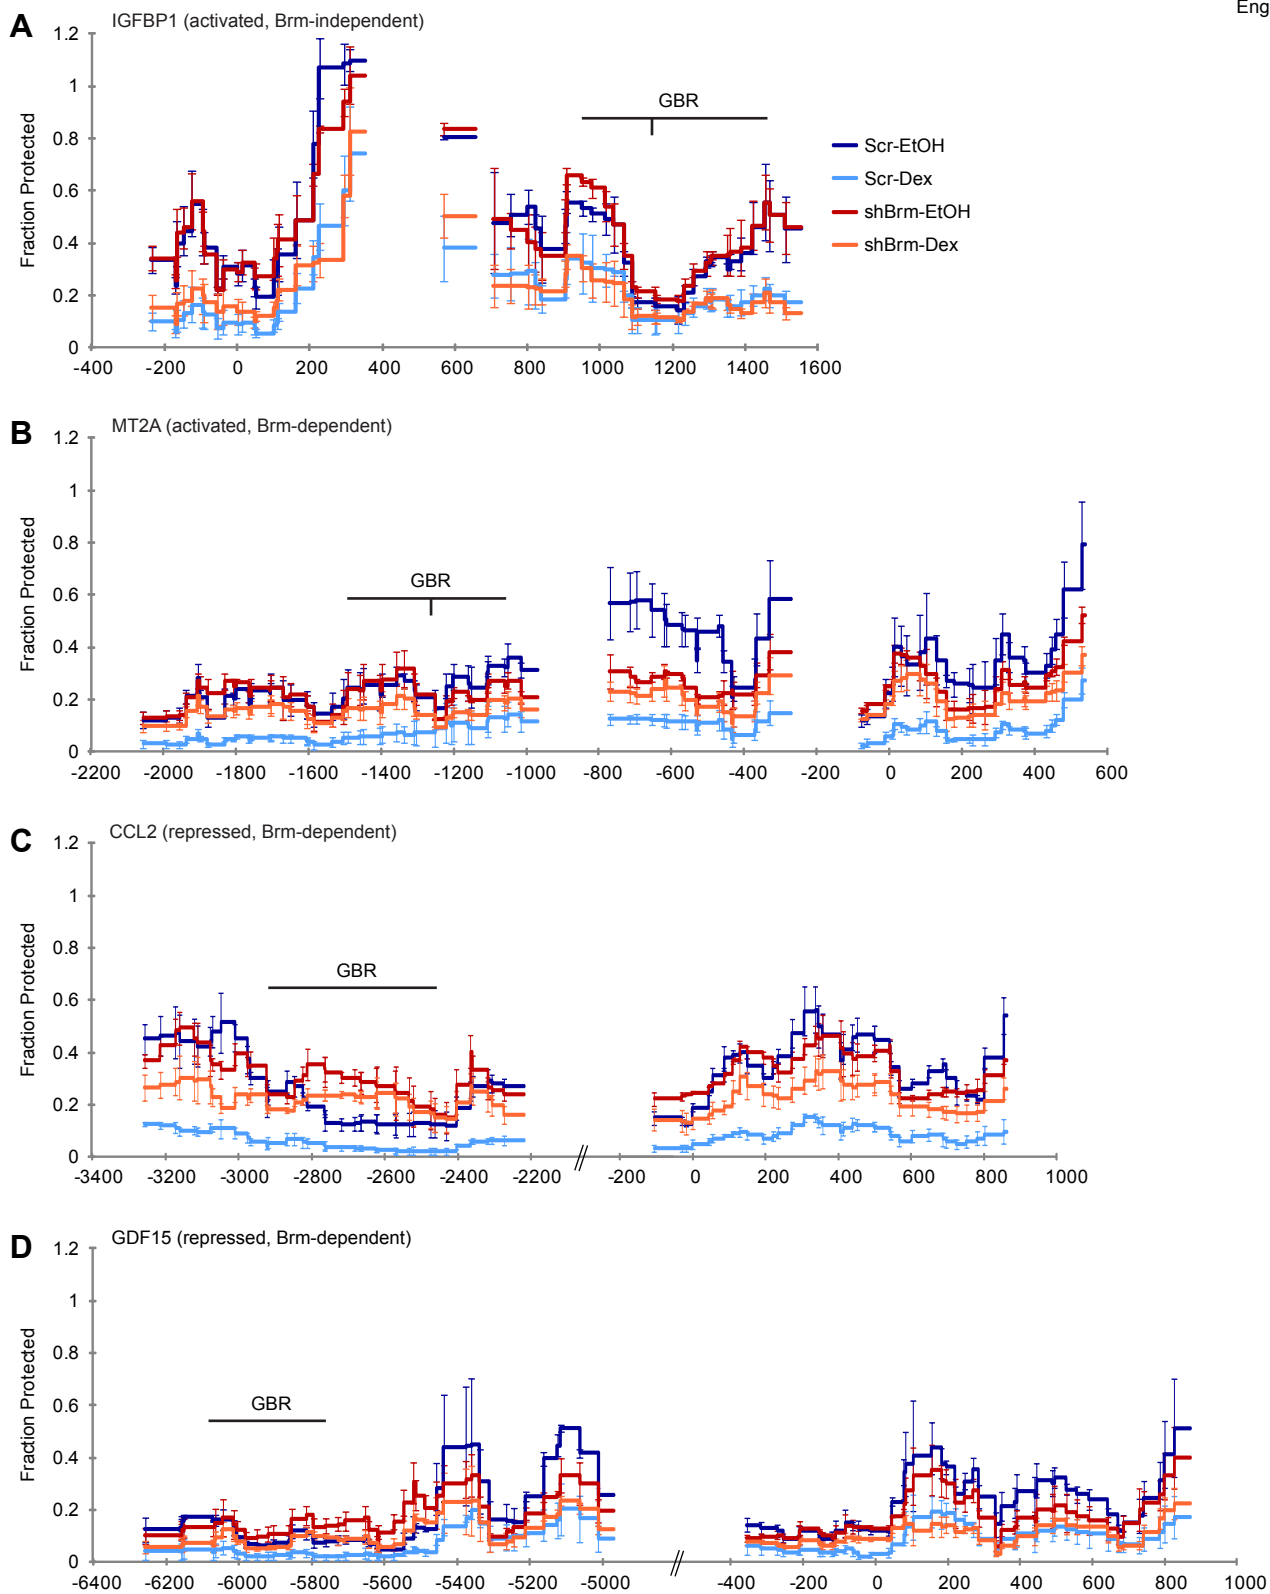 Eng
A IGFBP1 (activated, Brm-independent)
1.2
1
0.8
0.6
0.4
0.2
0
Fraction Protected
GBR
Scr-EtOH
Scr-Dex
shBrm-EtOH
shBrm-Dex
-400 -200 0 200 400 600 800 1000 1200 1400 1600
B MT2A (activated, Brm-dependent)
1.2
1
0.8
0.6
0.4
0.2
0
Fraction Protected
GBR
-2200 -2000 -1800 -1600 -1400 -1200 -1000 -800 -600 -400 -200 0 200 400 600
C CCL2 (repressed, Brm-dependent)
1.2
1
0.8
0.6
0.4
0.2
0
Fraction Protected
GBR
-3400 -3200 -3000 -2800 -2600 -2400 -2200 -200 0 200 400 600 800 1000
D GDF15 (repressed, Brm-dependent)
1.2
1
0.8
0.6
0.4
0.2
0
Fraction Protected
GBR
-6400 -6200 -6000 -5800 -5600 -5400 -5200 -5000 -400 -200 0 200 400 600 800 1000